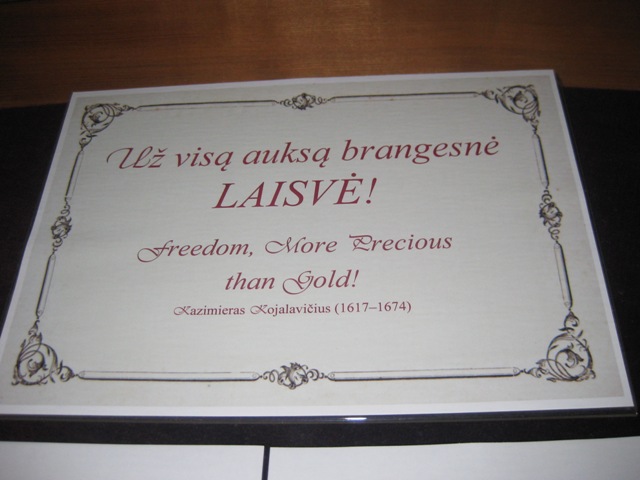 Už visą auksą brangesnė
LAISVĖ!
Freedom, More Precious
than Gold!
Kazimieras Kojalavičius (1617–1674)